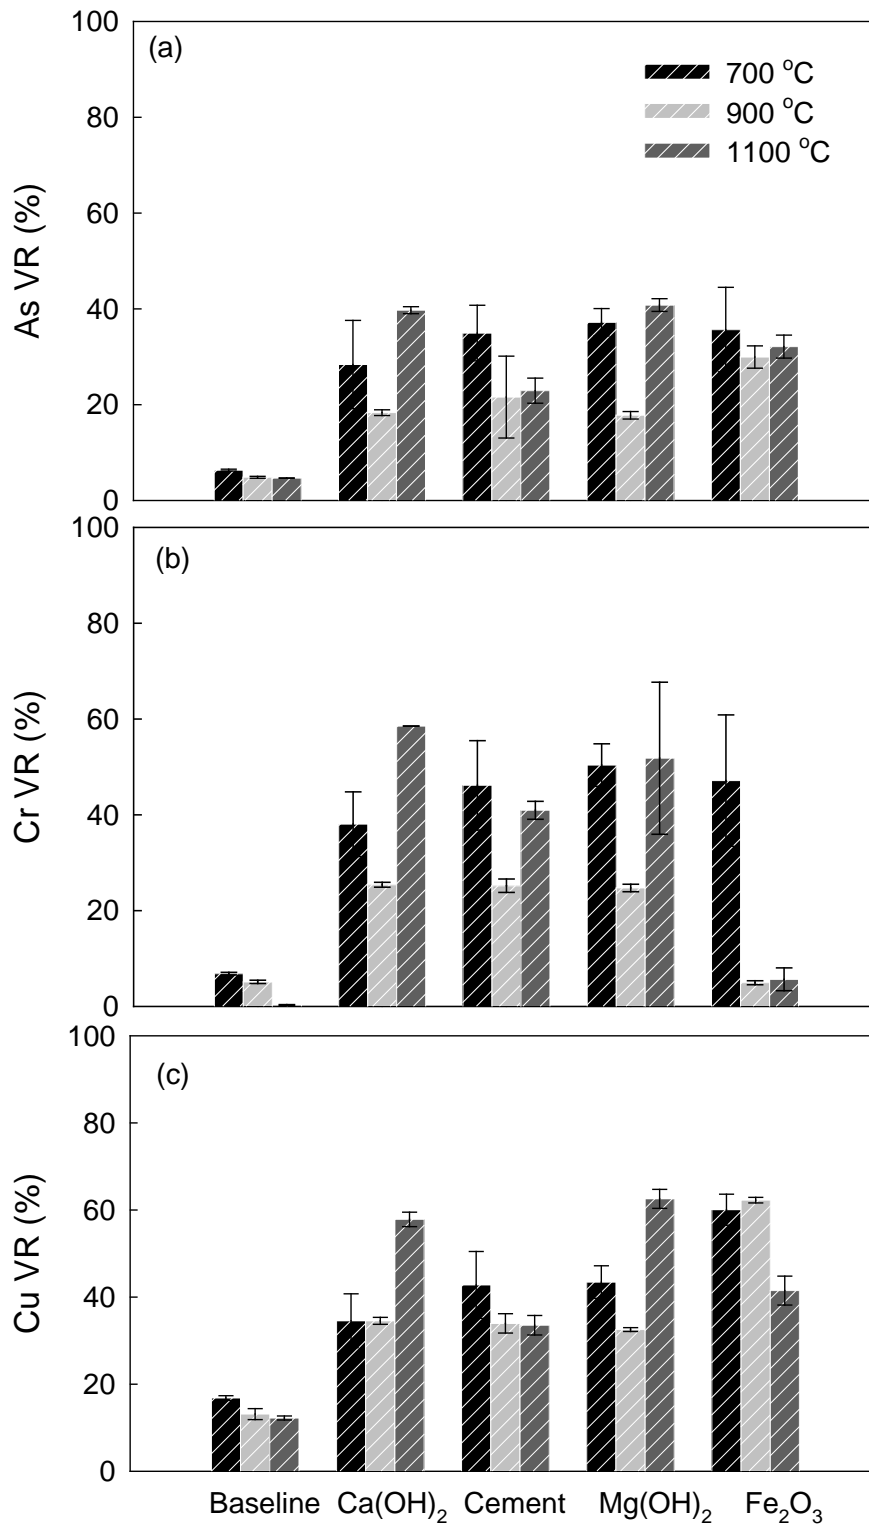 (a)
700 °C
900 °C
1100 °C
100
80
60
40
20
0
As VR (%)
(b)
100
80
60
40
20
0
Cr VR (%)
(c)
100
80
60
40
20
0
Cu VR (%)
Baseline Ca(OH)₂ Cement Mg(OH)₂ Fe₂O₃